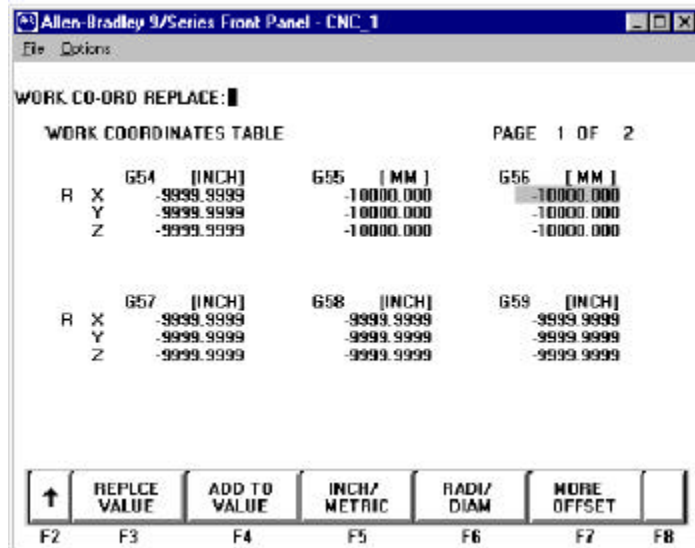 Allen-Bradley 9/Series Front Panel - CNC_1
File Options
WORK CO-ORD REPLACE:
WORK COORDINATES TABLE PAGE 1 OF 2
G54 [INCH] G55 [ MM ] G56 [ MM ]
R X -9999.9999 -10000.000 -10000.000
Y -9999.9999 -10000.000 -10000.000
Z -9999.9999 -10000.000 -10000.000
G57 [INCH] G58 [INCH] G59 [INCH]
R X -9999.9999 -9999.9999 -9999.9999
Y -9999.9999 -9999.9999 -9999.9999
Z -9999.9999 -9999.9999 -9999.9999
REPLCE VALUE ADD TO VALUE INCH/ METRIC RADI/ DIAM MORE OFFSET
F2 F3 F4 F5 F6 F7 F8